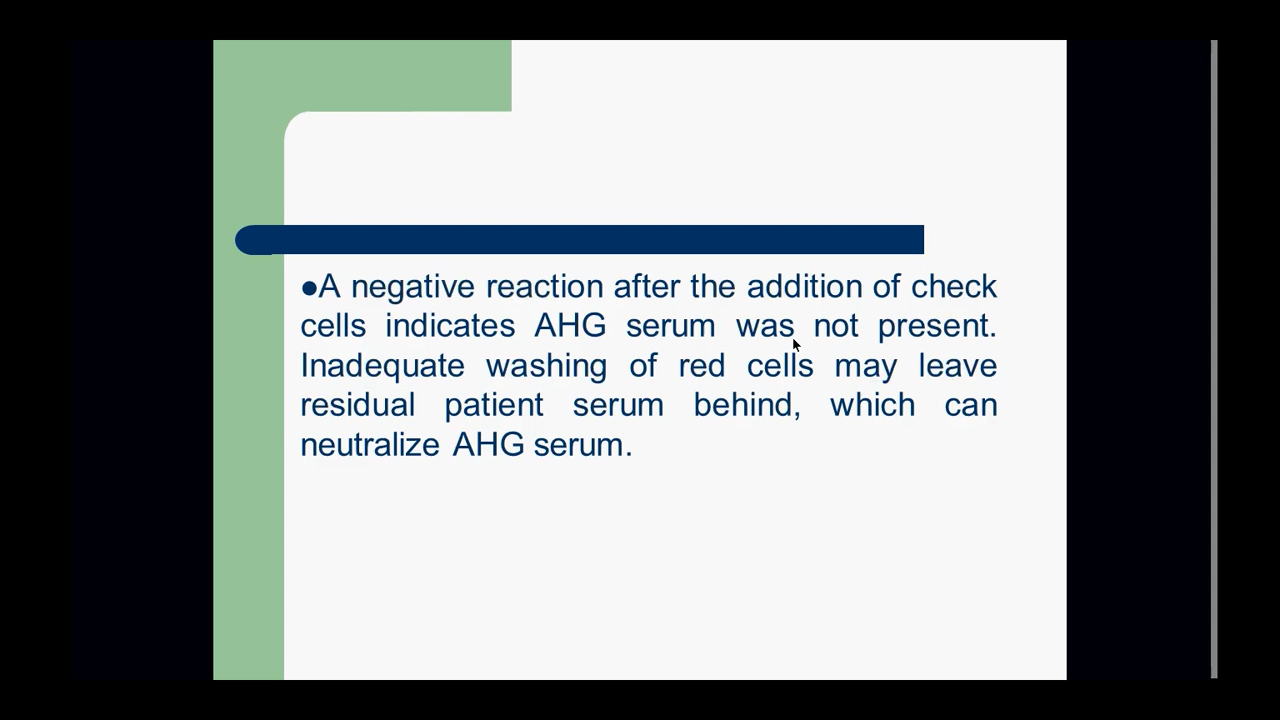 ●A negative reaction after the addition of check
cells indicates AHG serum was not present.
Inadequate washing of red cells may leave
residual patient serum behind, which can
neutralize AHG serum.